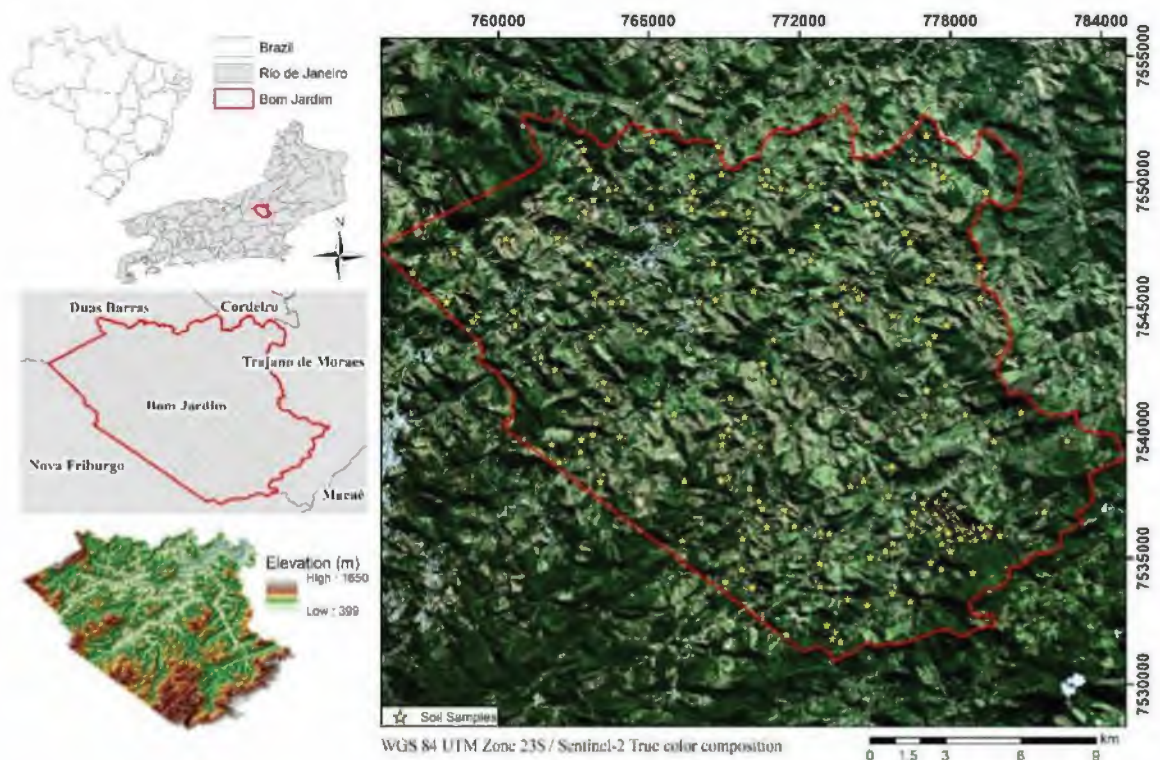 Brazil
Rio de Janeiro
Bom Jardim
N
Duas Barras
Cordeiro
Trajano de Moraes
Bom Jardim
Nova Friburgo
Macaé
Elevation (m)
High : 1650
Low : 399
760000 765000 772000 778000 784000
7555000
7550000
7545000
7540000
7535000
7530000
Soil Samples
WGS 84 UTM Zone 23S / Sentinel-2 True color composition
km
0 1.5 3 6 9